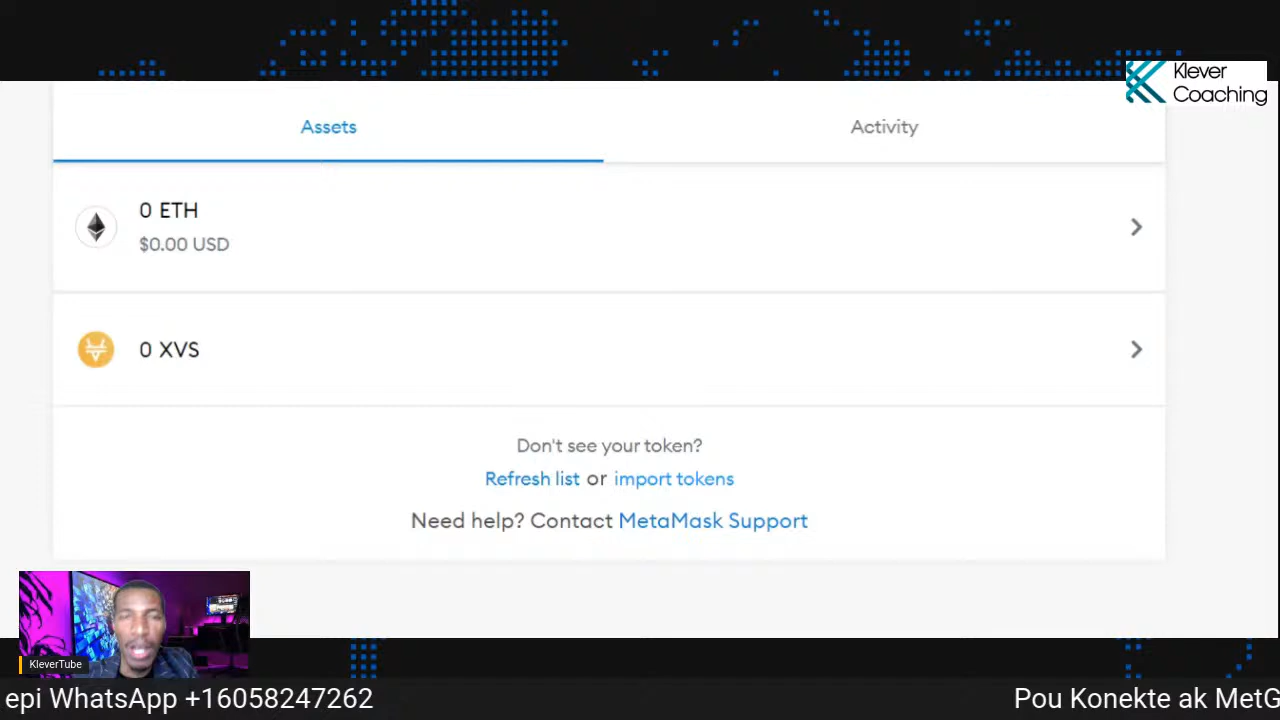 Klever
Coaching
Assets
Activity
0 ETH
$0.00 USD
0 XVS
Don't see your token?
Refresh list or import tokens
Need help? Contact MetaMask Support
KleverTube
epi WhatsApp +16058247262
Pou Konekte ak MetG